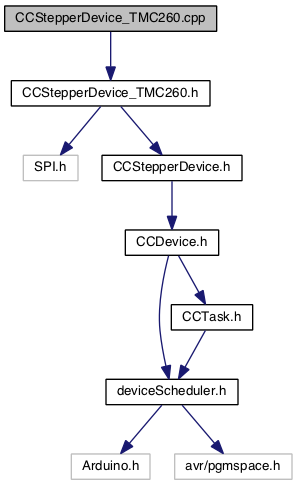 CCStepperDevice_TMC260.cpp
CCStepperDevice_TMC260.h
SPI.h
CCStepperDevice.h
CCDevice.h
CCTask.h
deviceScheduler.h
Arduino.h
avr/pgmspace.h